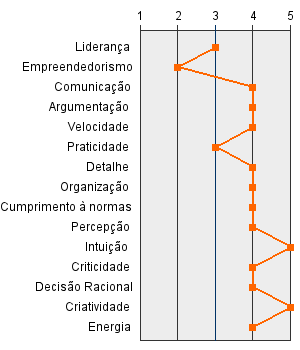 1 2 3 4 5
Liderança
Empreendedorismo
Comunicação
Argumentação
Velocidade
Praticidade
Detalhe
Organização
Cumprimento à normas
Percepção
Intuição
Criticidade
Decisão Racional
Criatividade
Energia